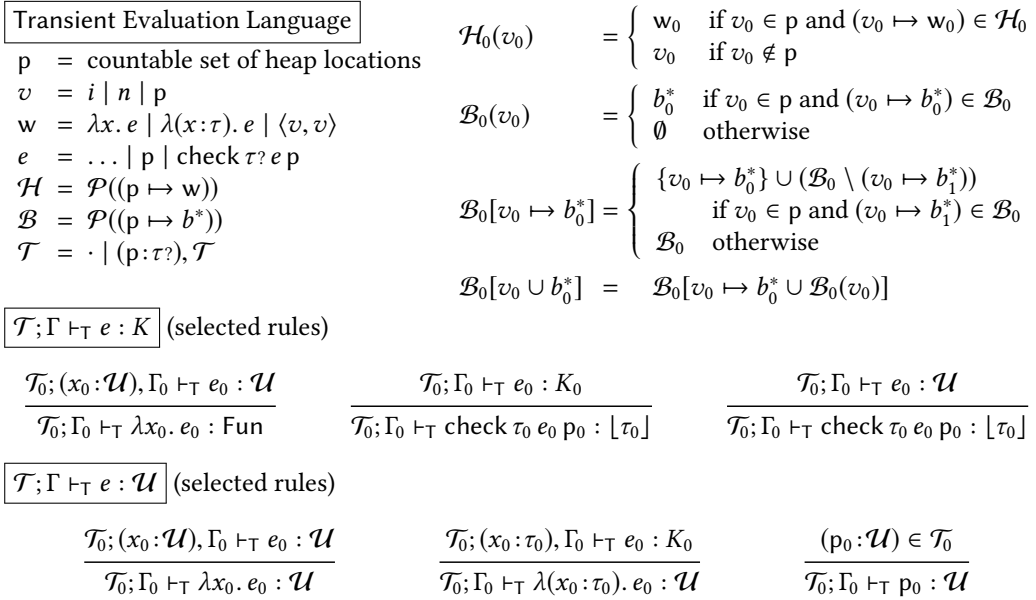 Transient Evaluation Language
p = countable set of heap locations
v = i | n | p
w = λx. e | λ(x:τ). e | ⟨v, v⟩
e = … | p | check τ? e p
ℋ = 𝒫((p ↦ w))
ℬ = 𝒫((p ↦ b*))
𝒯 = · | (p:τ?), 𝒯
ℋ₀(v₀) = { w₀ if v₀ ∈ p and (v₀ ↦ w₀) ∈ ℋ₀
v₀ if v₀ ∉ p
ℬ₀(v₀) = { b₀* if v₀ ∈ p and (v₀ ↦ b₀*) ∈ ℬ₀
∅ otherwise
ℬ₀[v₀ ↦ b₀*] = { {v₀ ↦ b₀*} ∪ (ℬ₀ \ (v₀ ↦ b₁*))
if v₀ ∈ p and (v₀ ↦ b₁*) ∈ ℬ₀
ℬ₀ otherwise
ℬ₀[v₀ ∪ b₀*] = ℬ₀[v₀ ↦ b₀* ∪ ℬ₀(v₀)]
𝒯; Γ ⊢T e : K (selected rules)
𝒯₀; (x₀:𝒰), Γ₀ ⊢T e₀ : 𝒰
𝒯₀; Γ₀ ⊢T λx₀. e₀ : Fun
𝒯₀; Γ₀ ⊢T e₀ : K₀
𝒯₀; Γ₀ ⊢T check τ₀ e₀ p₀ : ⌊τ₀⌋
𝒯₀; Γ₀ ⊢T e₀ : 𝒰
𝒯₀; Γ₀ ⊢T check τ₀ e₀ p₀ : ⌊τ₀⌋
𝒯; Γ ⊢T e : 𝒰 (selected rules)
𝒯₀; (x₀:𝒰), Γ₀ ⊢T e₀ : 𝒰
𝒯₀; Γ₀ ⊢T λx₀. e₀ : 𝒰
𝒯₀; (x₀:τ₀), Γ₀ ⊢T e₀ : K₀
𝒯₀; Γ₀ ⊢T λ(x₀:τ₀). e₀ : 𝒰
(p₀:𝒰) ∈ 𝒯₀
𝒯₀; Γ₀ ⊢T p₀ : 𝒰